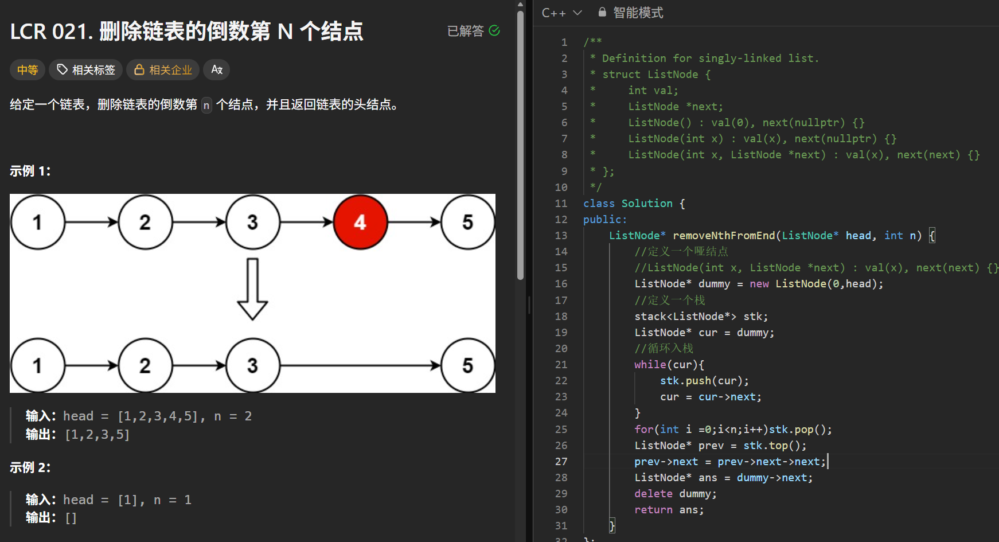 LCR 021. 删除链表的倒数第 N 个结点
已解答
中等
相关标签
相关企业
给定一个链表，删除链表的倒数第 n 个结点，并且返回链表的头结点。
示例 1：
1 2 3 4 5
1 2 3 5
输入：head = [1,2,3,4,5], n = 2
输出：[1,2,3,5]
示例 2：
输入：head = [1], n = 1
输出：[]
C++ 智能模式
1 /**
2 * Definition for singly-linked list.
3 * struct ListNode {
4 *     int val;
5 *     ListNode *next;
6 *     ListNode() : val(0), next(nullptr) {}
7 *     ListNode(int x) : val(x), next(nullptr) {}
8 *     ListNode(int x, ListNode *next) : val(x), next(next) {}
9 * };
10 */
11 class Solution {
12 public:
13     ListNode* removeNthFromEnd(ListNode* head, int n) {
14         //定义一个哑结点
15         //ListNode(int x, ListNode *next) : val(x), next(next) {}
16         ListNode* dummy = new ListNode(0,head);
17         //定义一个栈
18         stack<ListNode*> stk;
19         ListNode* cur = dummy;
20         //循环入栈
21         while(cur){
22             stk.push(cur);
23             cur = cur->next;
24         }
25         for(int i =0;i<n;i++)stk.pop();
26         ListNode* prev = stk.top();
27         prev->next = prev->next->next;
28         ListNode* ans = dummy->next;
29         delete dummy;
30         return ans;
31     }
32 };